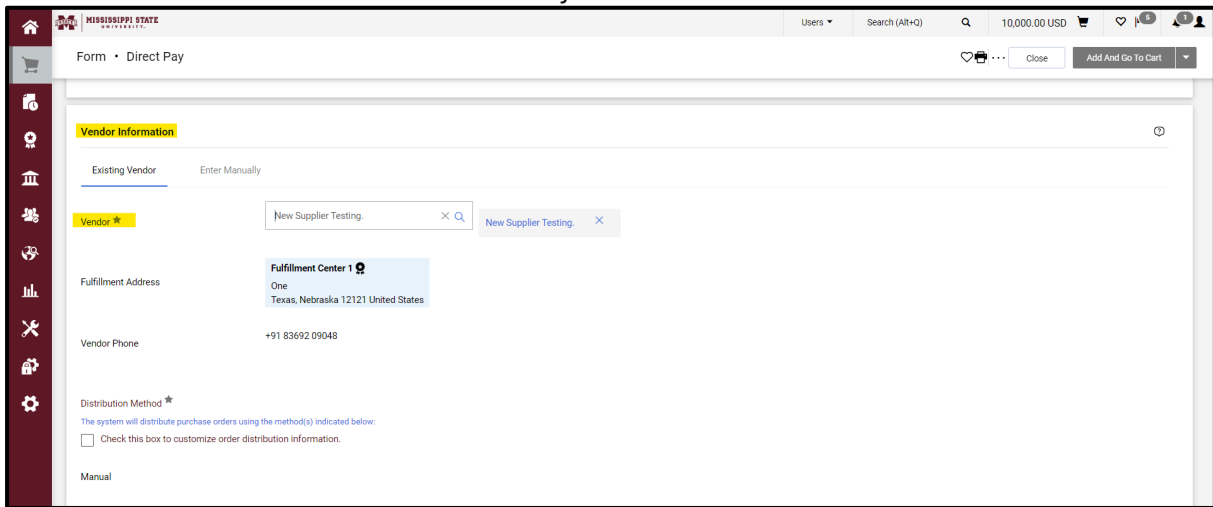 MISSISSIPPI STATE
UNIVERSITY.
Users
Search (Alt+Q)
10,000.00 USD
5
1
Form • Direct Pay
Close
Add And Go To Cart
Vendor Information
Existing Vendor
Enter Manually
Vendor
New Supplier Testing.
New Supplier Testing.
Fulfillment Address
Fulfillment Center 1
One
Texas, Nebraska 12121 United States
Vendor Phone
+91 83692 09048
Distribution Method
The system will distribute purchase orders using the method(s) indicated below:
Check this box to customize order distribution information.
Manual